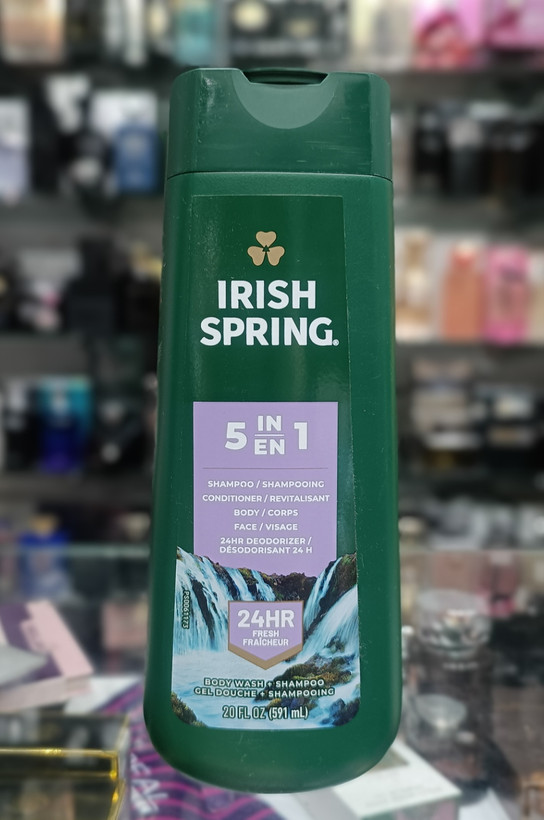 IRISH
SPRING.
5 IN 1
EN
SHAMPOO / SHAMPOOING
CONDITIONER / REVITALISANT
BODY / CORPS
FACE / VISAGE
24HR DEODORIZER /
DÉSODORISANT 24 H
24HR
FRESH
FRAÎCHEUR
BODY WASH + SHAMPOO
GEL DOUCHE + SHAMPOOING
20 FL OZ (591 mL)